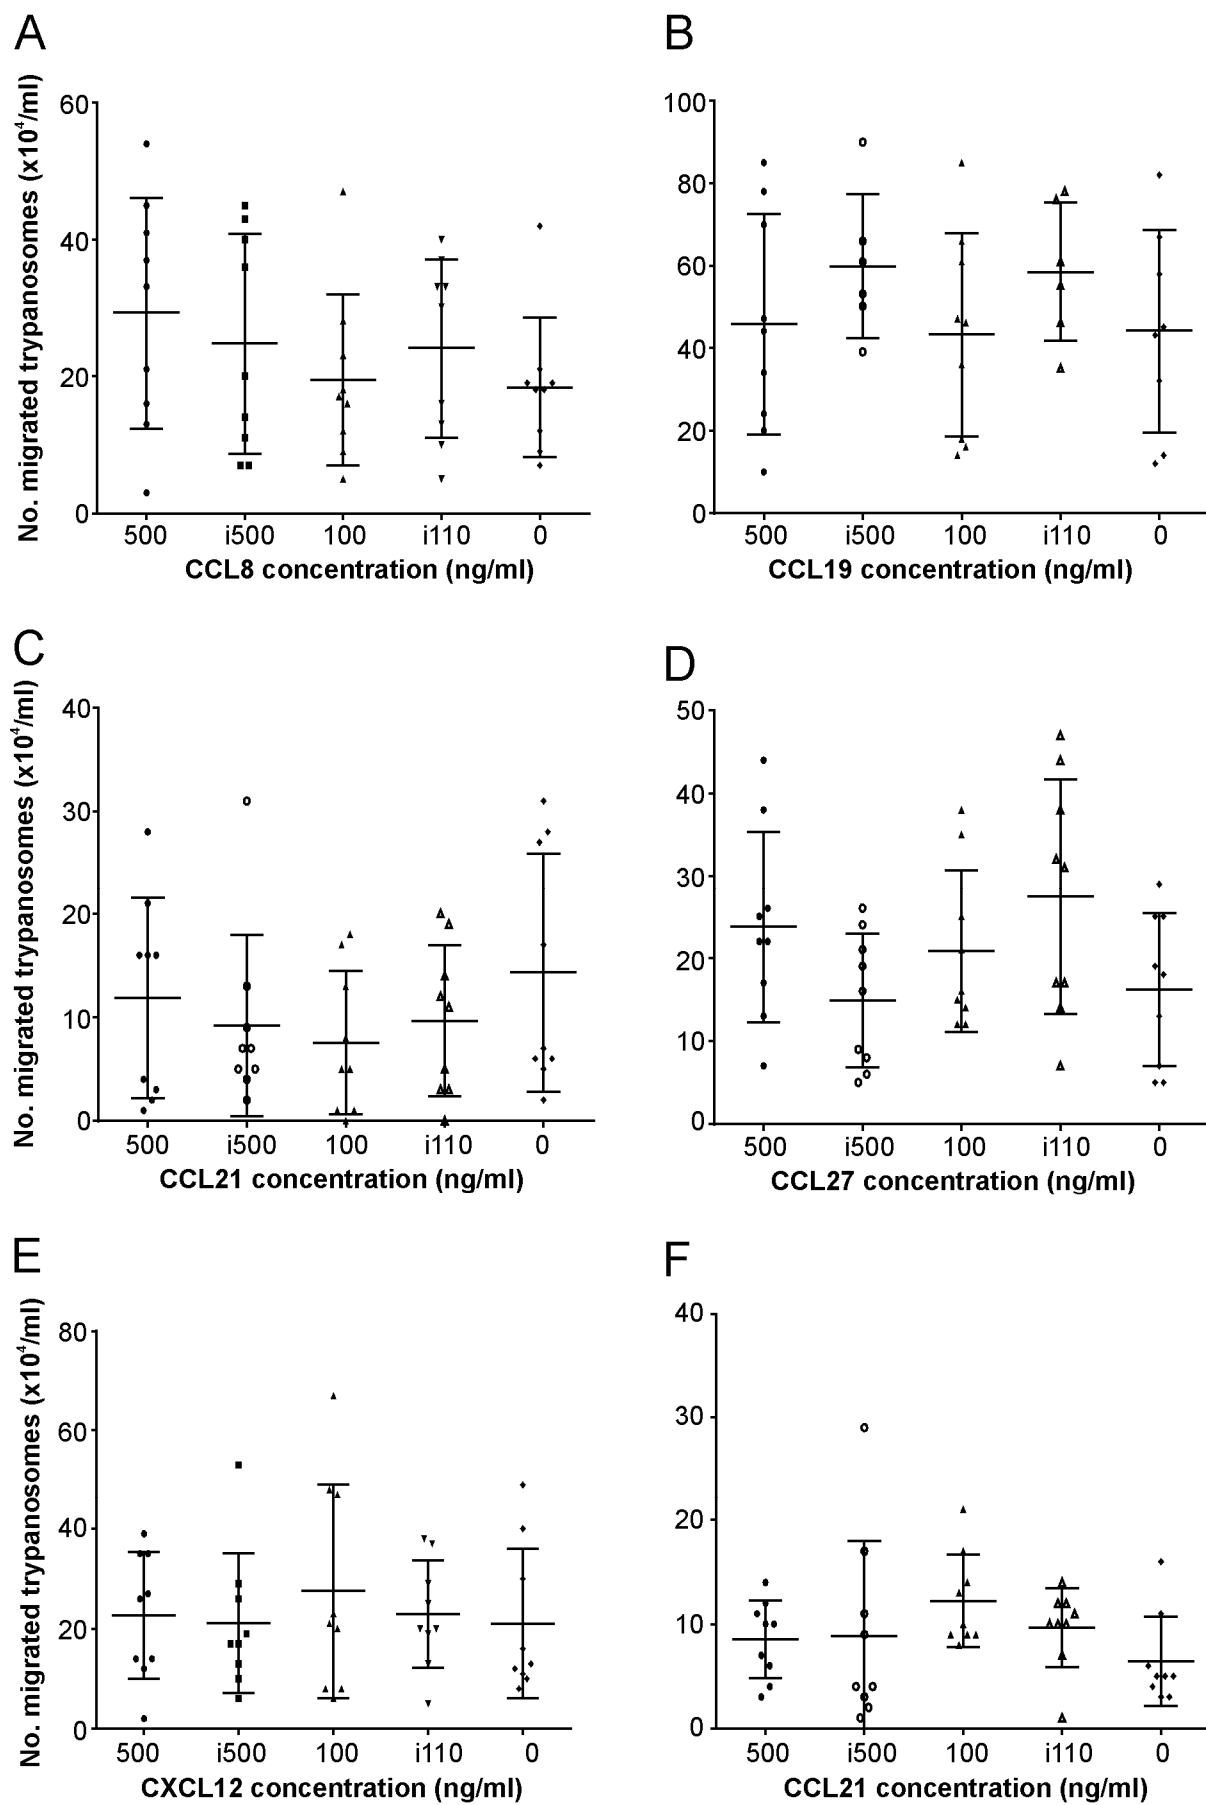 A
No. migrated trypanosomes (x10⁴/ml)
60
40
20
0
500 i500 100 i110 0
CCL8 concentration (ng/ml)
B
100
80
60
40
20
0
500 i500 100 i110 0
CCL19 concentration (ng/ml)
C
No. migrated trypanosomes (x10⁴/ml)
40
30
20
10
0
500 i500 100 i110 0
CCL21 concentration (ng/ml)
D
50
40
30
20
10
0
500 i500 100 i110 0
CCL27 concentration (ng/ml)
E
No. migrated trypanosomes (x10⁴/ml)
80
60
40
20
0
500 i500 100 i110 0
CXCL12 concentration (ng/ml)
F
40
30
20
10
0
500 i500 100 i110 0
CCL21 concentration (ng/ml)